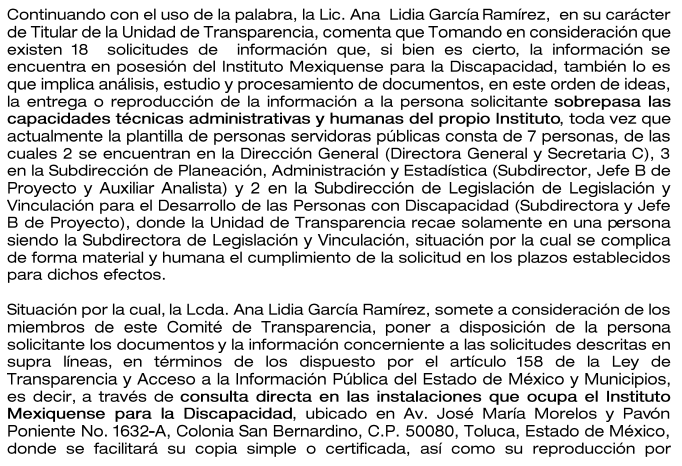 Continuando con el uso de la palabra, la Lic. Ana Lidia García Ramírez, en su carácter
de Titular de la Unidad de Transparencia, comenta que Tomando en consideración que
existen 18 solicitudes de información que, si bien es cierto, la información se
encuentra en posesión del Instituto Mexiquense para la Discapacidad, también lo es
que implica análisis, estudio y procesamiento de documentos, en este orden de ideas,
la entrega o reproducción de la información a la persona solicitante sobrepasa las
capacidades técnicas administrativas y humanas del propio Instituto, toda vez que
actualmente la plantilla de personas servidoras públicas consta de 7 personas, de las
cuales 2 se encuentran en la Dirección General (Directora General y Secretaria C), 3
en la Subdirección de Planeación, Administración y Estadística (Subdirector, Jefe B de
Proyecto y Auxiliar Analista) y 2 en la Subdirección de Legislación de Legislación y
Vinculación para el Desarrollo de las Personas con Discapacidad (Subdirectora y Jefe
B de Proyecto), donde la Unidad de Transparencia recae solamente en una persona
siendo la Subdirectora de Legislación y Vinculación, situación por la cual se complica
de forma material y humana el cumplimiento de la solicitud en los plazos establecidos
para dichos efectos.
Situación por la cual, la Lcda. Ana Lidia García Ramírez, somete a consideración de los
miembros de este Comité de Transparencia, poner a disposición de la persona
solicitante los documentos y la información concerniente a las solicitudes descritas en
supra líneas, en términos de los dispuesto por el artículo 158 de la Ley de
Transparencia y Acceso a la Información Pública del Estado de México y Municipios,
es decir, a través de consulta directa en las instalaciones que ocupa el Instituto
Mexiquense para la Discapacidad, ubicado en Av. José María Morelos y Pavón
Poniente No. 1632-A, Colonia San Bernardino, C.P. 50080, Toluca, Estado de México,
donde se facilitará su copia simple o certificada, así como su reproducción por